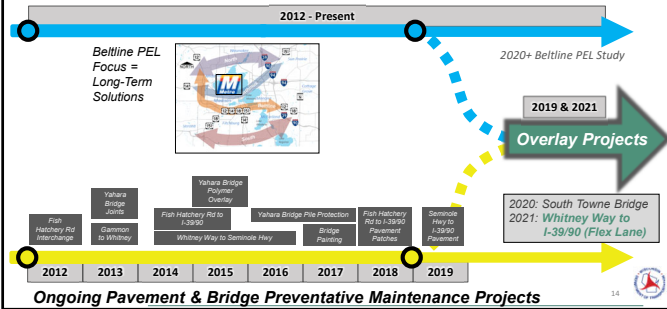 2012 - Present
Beltline PEL
Focus =
Long-Term
Solutions
NORTH
M
2020+ Beltline PEL Study
2019 & 2021
Overlay Projects
2020: South Towne Bridge
2021: Whitney Way to
I-39/90 (Flex Lane)
Fish
Hatchery Rd
Interchange
Yahara
Bridge
Joints
Gammon
to Whitney
Yahara Bridge
Polymer
Overlay
Fish Hatchery Rd to
I-39/90
Whitney Way to Seminole Hwy
Yahara Bridge Pile Protection
Bridge
Painting
Fish Hatchery
Rd to I-39/90
Pavement
Patches
Seminole
Hwy to
I-39/90
Pavement
2012 2013 2014 2015 2016 2017 2018 2019
Ongoing Pavement & Bridge Preventative Maintenance Projects
14